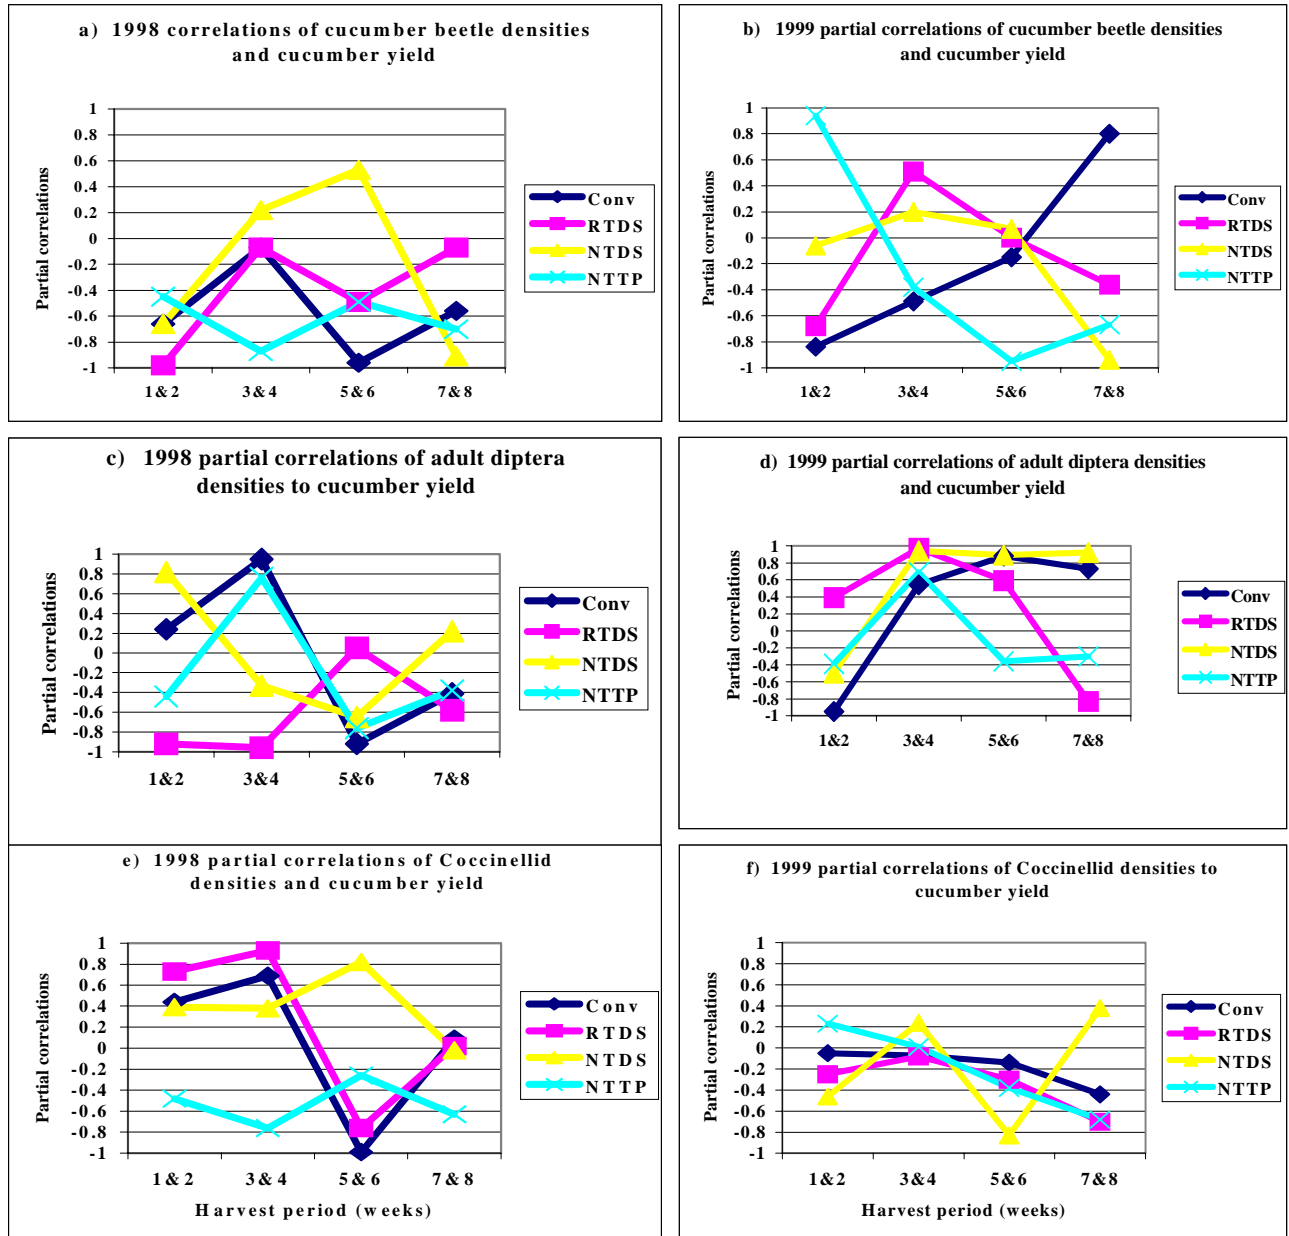 a) 1998 correlations of cucumber beetle densities
and cucumber yield
Partial correlations
1
0.8
0.6
0.4
0.2
0
-0.2
-0.4
-0.6
-0.8
-1
1&2 3&4 5&6 7&8
Conv
RTDS
NTDS
NTTP
b) 1999 partial correlations of cucumber beetle densities
and cucumber yield
Partial correlations
1
0.8
0.6
0.4
0.2
0
-0.2
-0.4
-0.6
-0.8
-1
1&2 3&4 5&6 7&8
Conv
RTDS
NTDS
NTTP
c) 1998 partial correlations of adult diptera
densities to cucumber yield
Partial correlations
1
0.8
0.6
0.4
0.2
0
-0.2
-0.4
-0.6
-0.8
-1
1&2 3&4 5&6 7&8
Conv
RTDS
NTDS
NTTP
d) 1999 partial correlations of adult diptera densities
and cucumber yield
Partial correlations
1
0.8
0.6
0.4
0.2
0
-0.2
-0.4
-0.6
-0.8
-1
1&2 3&4 5&6 7&8
Conv
RTDS
NTDS
NTTP
e) 1998 partial correlations of Coccinellid
densities and cucumber yield
Partial correlations
1
0.8
0.6
0.4
0.2
0
-0.2
-0.4
-0.6
-0.8
-1
1&2 3&4 5&6 7&8
Harvest period (weeks)
Conv
RTDS
NTDS
NTTP
f) 1999 partial correlations of Coccinellid densities to
cucumber yield
Partial correlations
1
0.8
0.6
0.4
0.2
0
-0.2
-0.4
-0.6
-0.8
-1
1&2 3&4 5&6 7&8
Harvest period (weeks)
Conv
RTDS
NTDS
NTTP